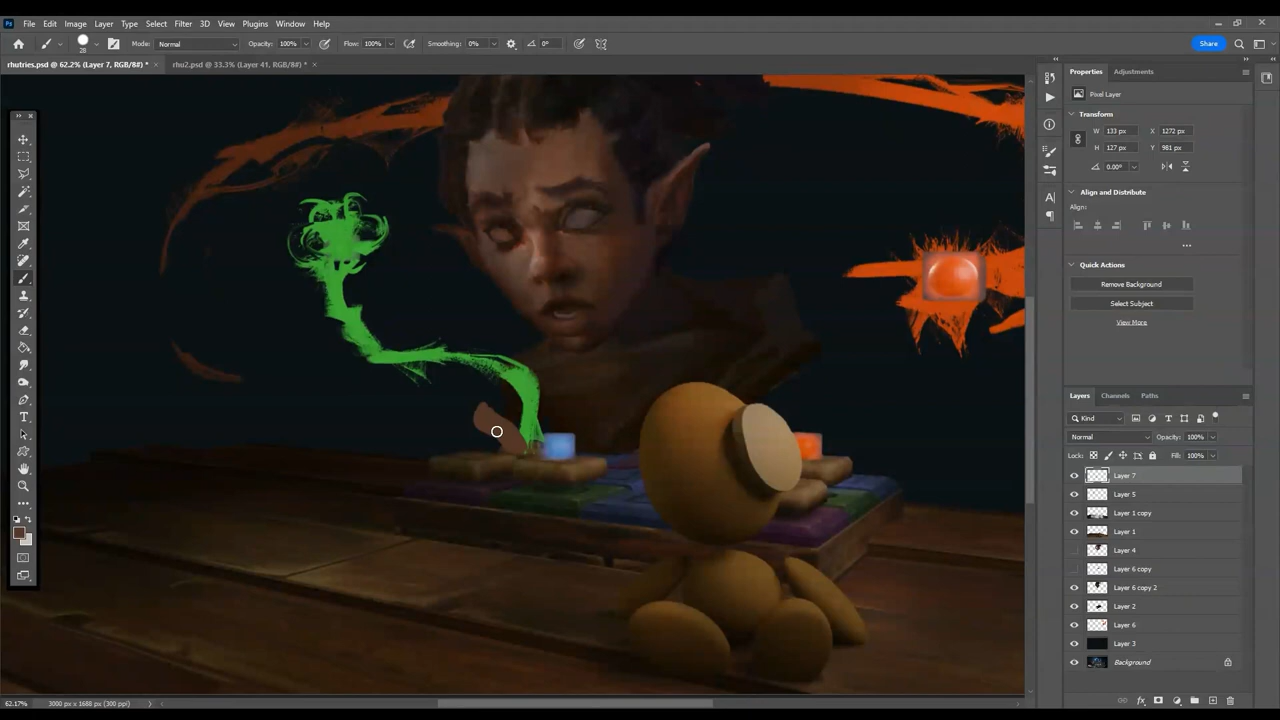 Ps File Edit Image Layer Type Select Filter 3D View Plugins Window Help
28 Mode: Normal Opacity: 100% Flow: 100% Smoothing: 0% 0° Share
rhutries.psd @ 62.2% (Layer 7, RGB/8#) * × rhu2.psd @ 33.3% (Layer 41, RGB/8#) * ×
Properties Adjustments
Pixel Layer
Transform
W 133 px X 1272 px
H 127 px Y 981 px
0.00°
Align and Distribute
Align:
Quick Actions
Remove Background
Select Subject
View More
Layers Channels Paths
Kind
Normal Opacity: 100%
Lock: Fill: 100%
Layer 7
Layer 5
Layer 1 copy
Layer 1
Layer 4
Layer 6 copy
Layer 6 copy 2
Layer 2
Layer 6
Layer 3
Background
62.17% 3000 px x 1688 px (300 ppi)